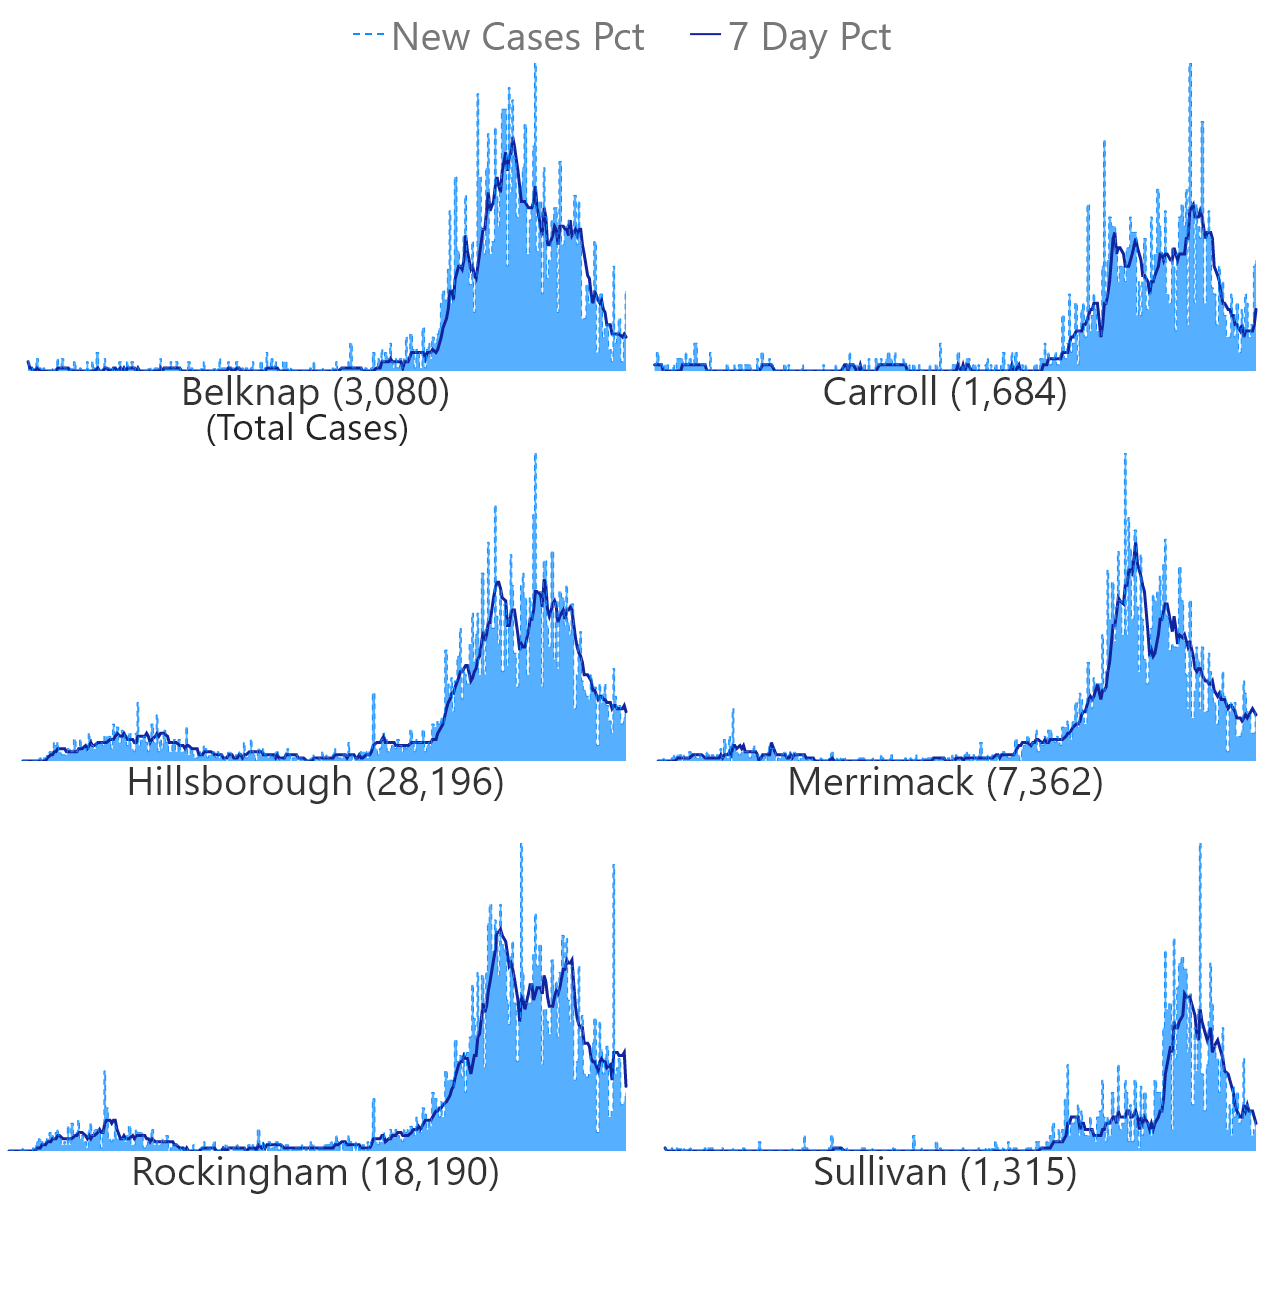 New Cases Pct 7 Day Pct
Belknap (3,080) Carroll (1,684)
(Total Cases)
Hillsborough (28,196) Merrimack (7,362)
Rockingham (18,190) Sullivan (1,315)